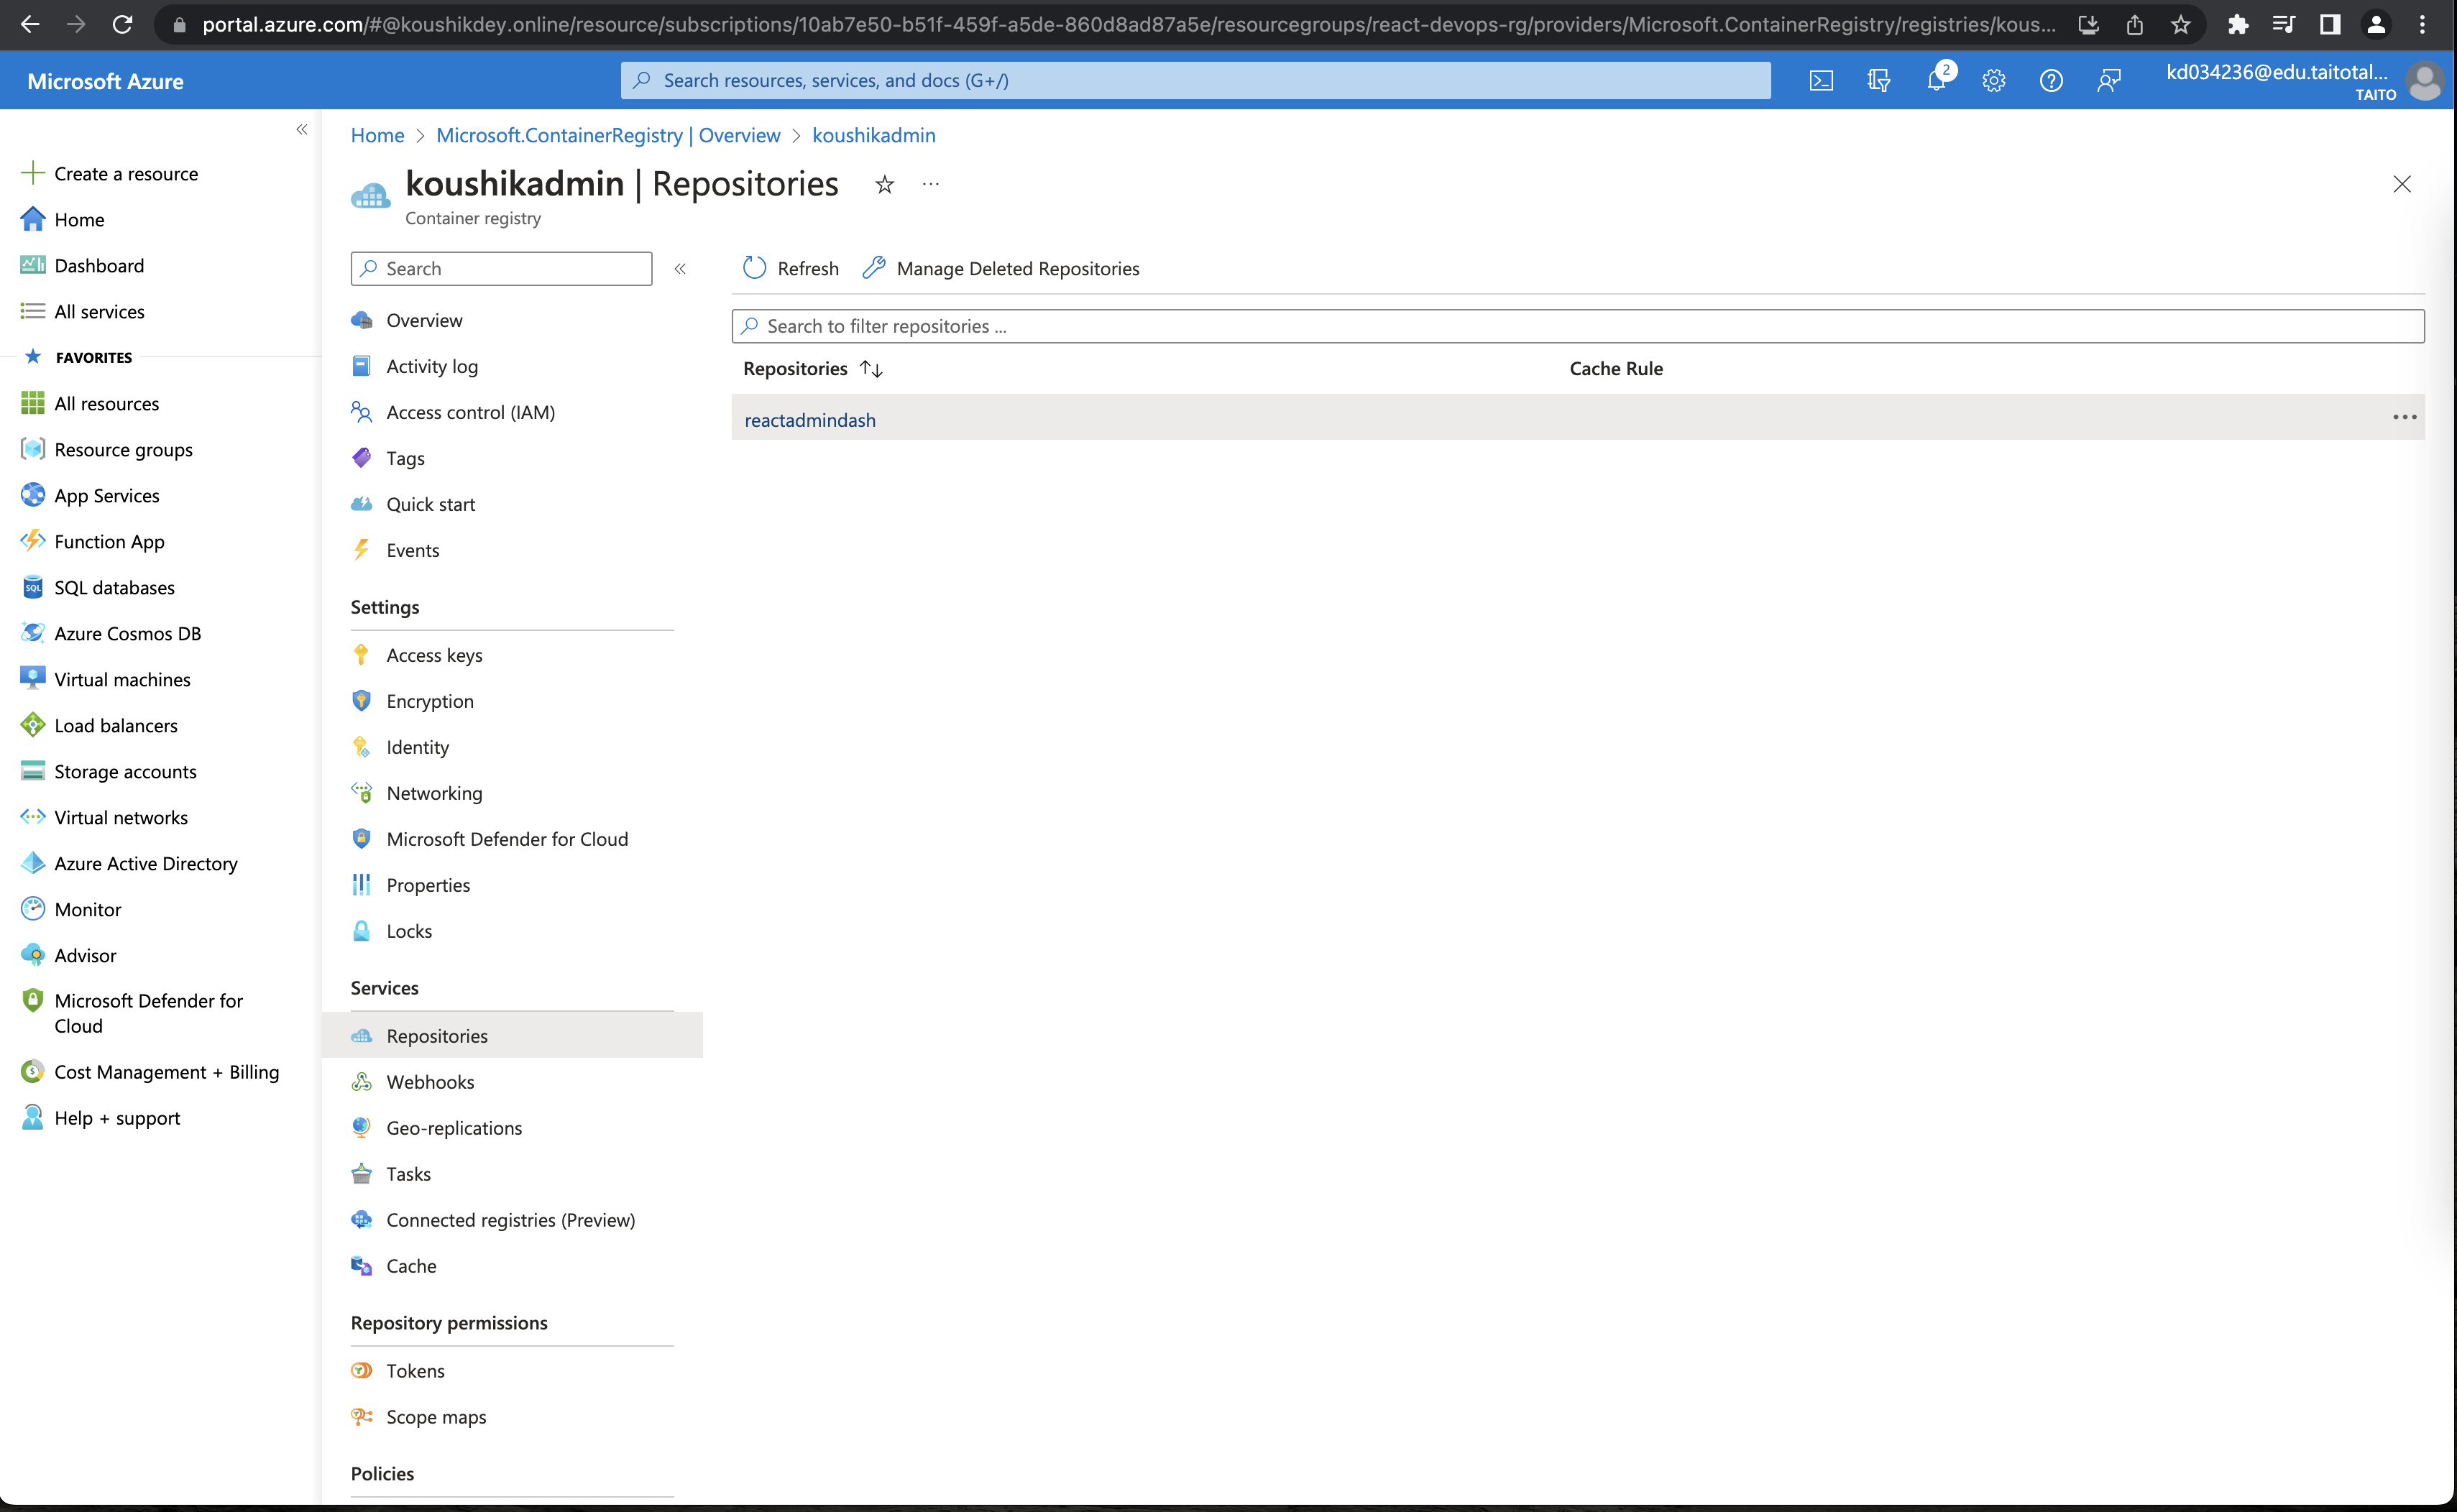 portal.azure.com/#@koushikdey.online/resource/subscriptions/10ab7e50-b51f-459f-a5de-860d8ad87a5e/resourcegroups/react-devops-rg/providers/Microsoft.ContainerRegistry/registries/kous...
Microsoft Azure
Search resources, services, and docs (G+/)
2
kd034236@edu.taitotal...
TAITO
Create a resource
Home
Dashboard
All services
FAVORITES
All resources
Resource groups
App Services
Function App
SQL
SQL databases
Azure Cosmos DB
Virtual machines
Load balancers
Storage accounts
Virtual networks
Azure Active Directory
Monitor
Advisor
Microsoft Defender for
Cloud
Cost Management + Billing
Help + support
Home > Microsoft.ContainerRegistry | Overview > koushikadmin
koushikadmin | Repositories
Container registry
Search
Overview
Activity log
Access control (IAM)
Tags
Quick start
Events
Settings
Access keys
Encryption
Identity
Networking
Microsoft Defender for Cloud
Properties
Locks
Services
Repositories
Webhooks
Geo-replications
Tasks
Connected registries (Preview)
Cache
Repository permissions
Tokens
Scope maps
Policies
Refresh
Manage Deleted Repositories
Search to filter repositories ...
Repositories
Cache Rule
reactadmindash